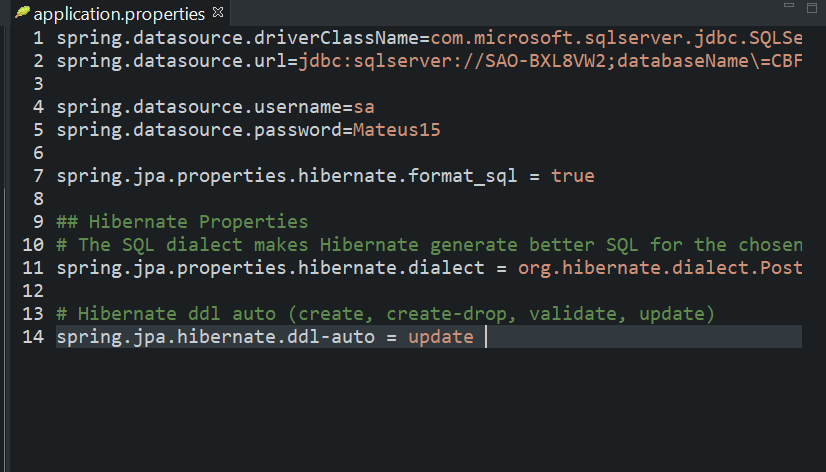 application.properties
1 spring.datasource.driverClassName=com.microsoft.sqlserver.jdbc.SQLSe
2 spring.datasource.url=jdbc:sqlserver://SAO-BXL8VW2;databaseName\=CBF
3
4 spring.datasource.username=sa
5 spring.datasource.password=Mateus15
6
7 spring.jpa.properties.hibernate.format_sql = true
8
9 ## Hibernate Properties
10 # The SQL dialect makes Hibernate generate better SQL for the chosen
11 spring.jpa.properties.hibernate.dialect = org.hibernate.dialect.Post
12
13 # Hibernate ddl auto (create, create-drop, validate, update)
14 spring.jpa.hibernate.ddl-auto = update